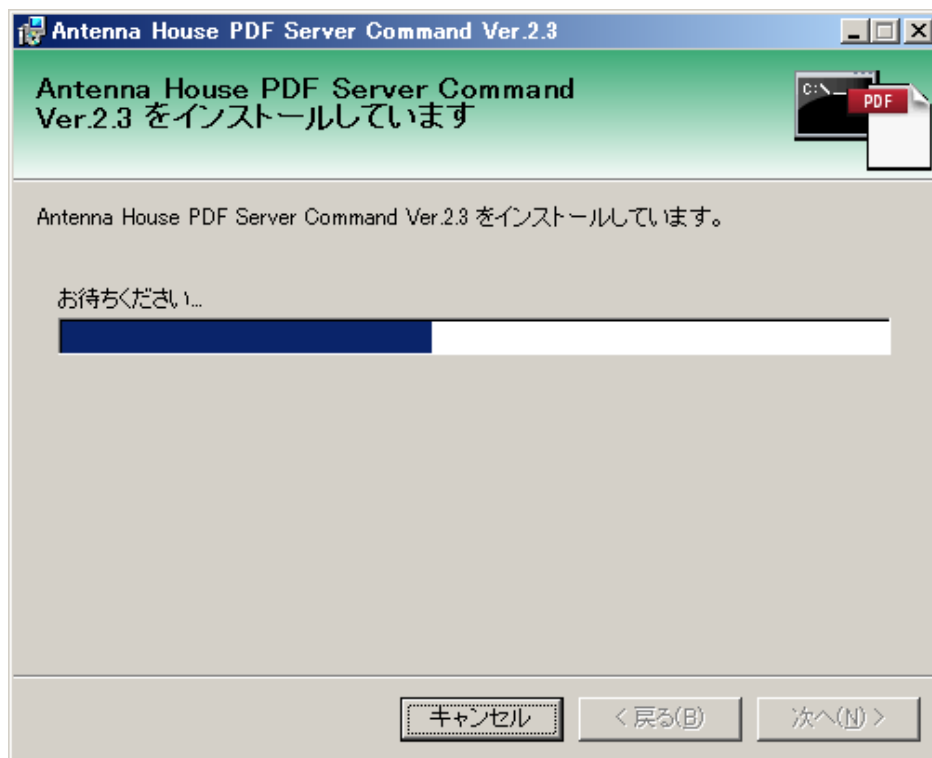 Antenna House PDF Server Command Ver.2.3
Antenna House PDF Server Command
Ver.2.3 をインストールしています
C:\_
PDF
Antenna House PDF Server Command Ver.2.3 をインストールしています。
お待ちください...
キャンセル
< 戻る(B)
次へ(N) >